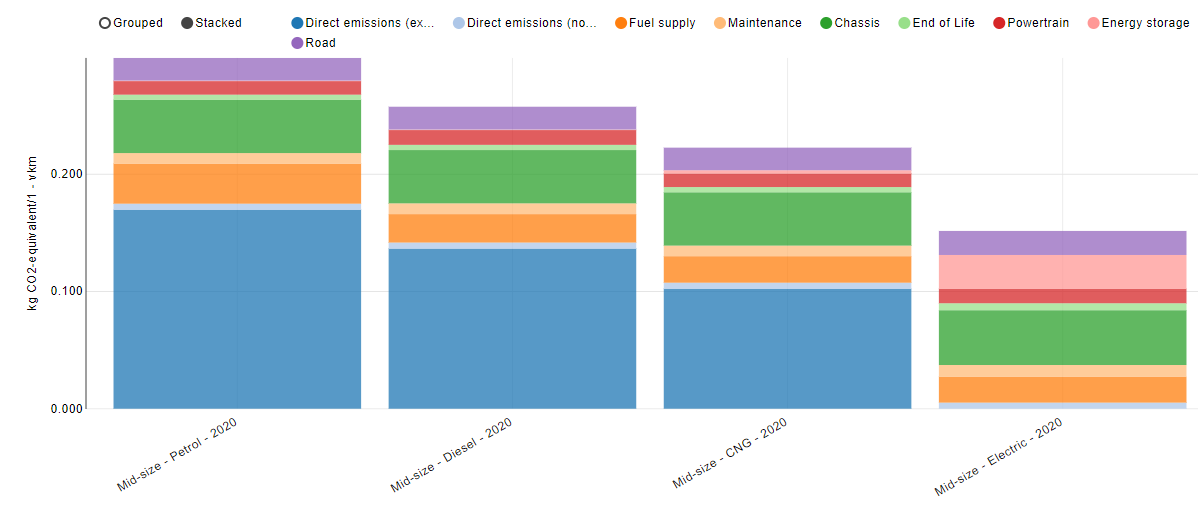 Grouped Stacked Direct emissions (ex... Direct emissions (no... Fuel supply Maintenance Chassis End of Life Powertrain Energy storage
Road
kg CO2-equivalent/1 - vkm
0.200
0.100
0.000
Mid-size - Petrol - 2020
Mid-size - Diesel - 2020
Mid-size - CNG - 2020
Mid-size - Electric - 2020